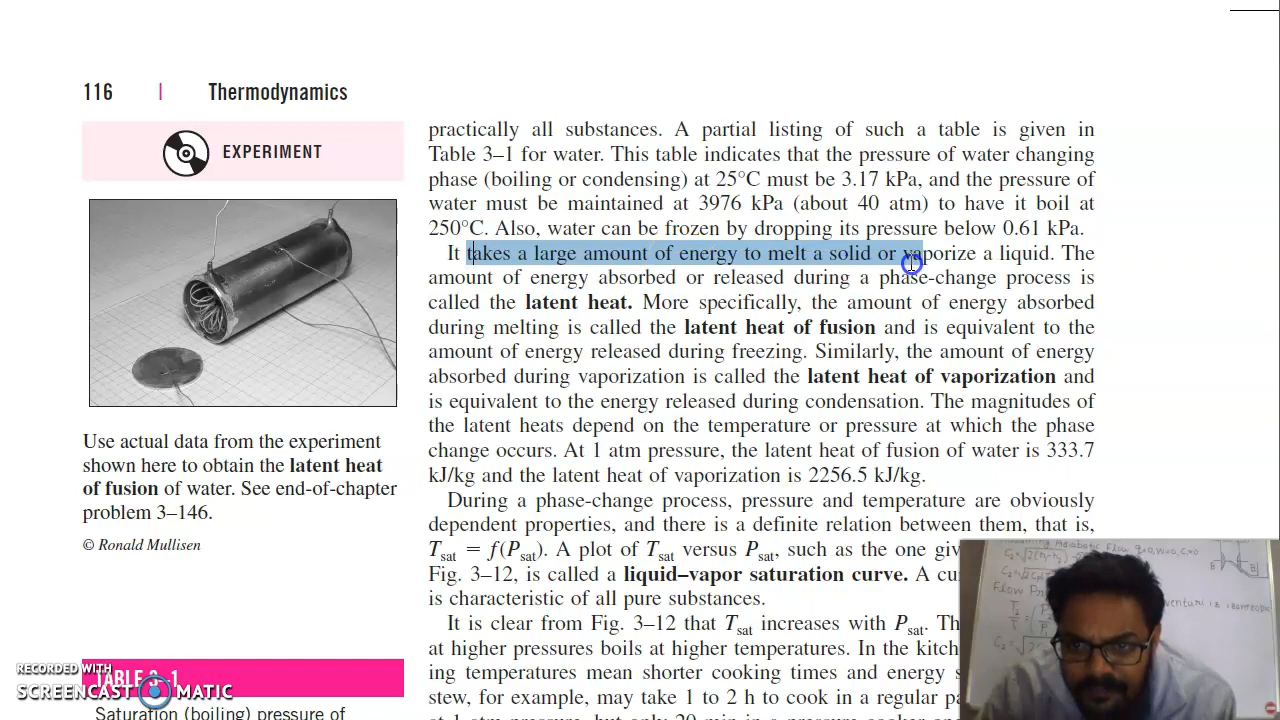 116 | Thermodynamics
EXPERIMENT
Use actual data from the experiment
shown here to obtain the latent heat
of fusion of water. See end-of-chapter
problem 3–146.
© Ronald Mullisen
TABLE 3–1
Saturation (boiling) pressure of
practically all substances. A partial listing of such a table is given in
Table 3–1 for water. This table indicates that the pressure of water changing
phase (boiling or condensing) at 25°C must be 3.17 kPa, and the pressure of
water must be maintained at 3976 kPa (about 40 atm) to have it boil at
250°C. Also, water can be frozen by dropping its pressure below 0.61 kPa.
It takes a large amount of energy to melt a solid or vaporize a liquid. The
amount of energy absorbed or released during a phase-change process is
called the latent heat. More specifically, the amount of energy absorbed
during melting is called the latent heat of fusion and is equivalent to the
amount of energy released during freezing. Similarly, the amount of energy
absorbed during vaporization is called the latent heat of vaporization and
is equivalent to the energy released during condensation. The magnitudes of
the latent heats depend on the temperature or pressure at which the phase
change occurs. At 1 atm pressure, the latent heat of fusion of water is 333.7
kJ/kg and the latent heat of vaporization is 2256.5 kJ/kg.
During a phase-change process, pressure and temperature are obviously
dependent properties, and there is a definite relation between them, that is,
Tsat = f(Psat). A plot of Tsat versus Psat, such as the one giv
Fig. 3–12, is called a liquid–vapor saturation curve. A cu
is characteristic of all pure substances.
It is clear from Fig. 3–12 that Tsat increases with Psat. Th
at higher pressures boils at higher temperatures. In the kitch
ing temperatures mean shorter cooking times and energy s
stew, for example, may take 1 to 2 h to cook in a regular pa
at 1 atm pressure, but only 20 min in a pressure cooker
RECORDED WITH
SCREENCAST MATIC
Flow